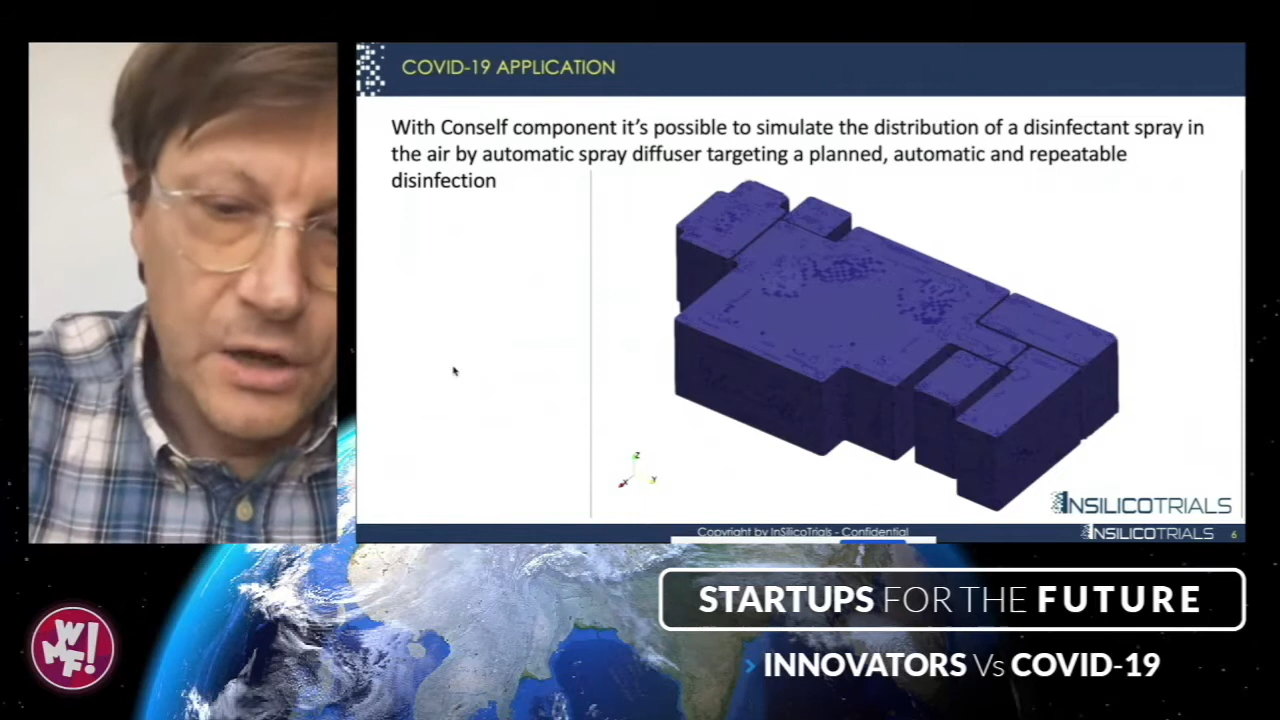 COVID-19 APPLICATION
With Conself component it's possible to simulate the distribution of a disinfectant spray in
the air by automatic spray diffuser targeting a planned, automatic and repeatable
disinfection
Z
X
Y
INSILICOTRIALS
Copyright by InSilicoTrials - Confidential
INSILICOTRIALS
6
STARTUPS FOR THE FUTURE
› INNOVATORS Vs COVID-19
WMF!